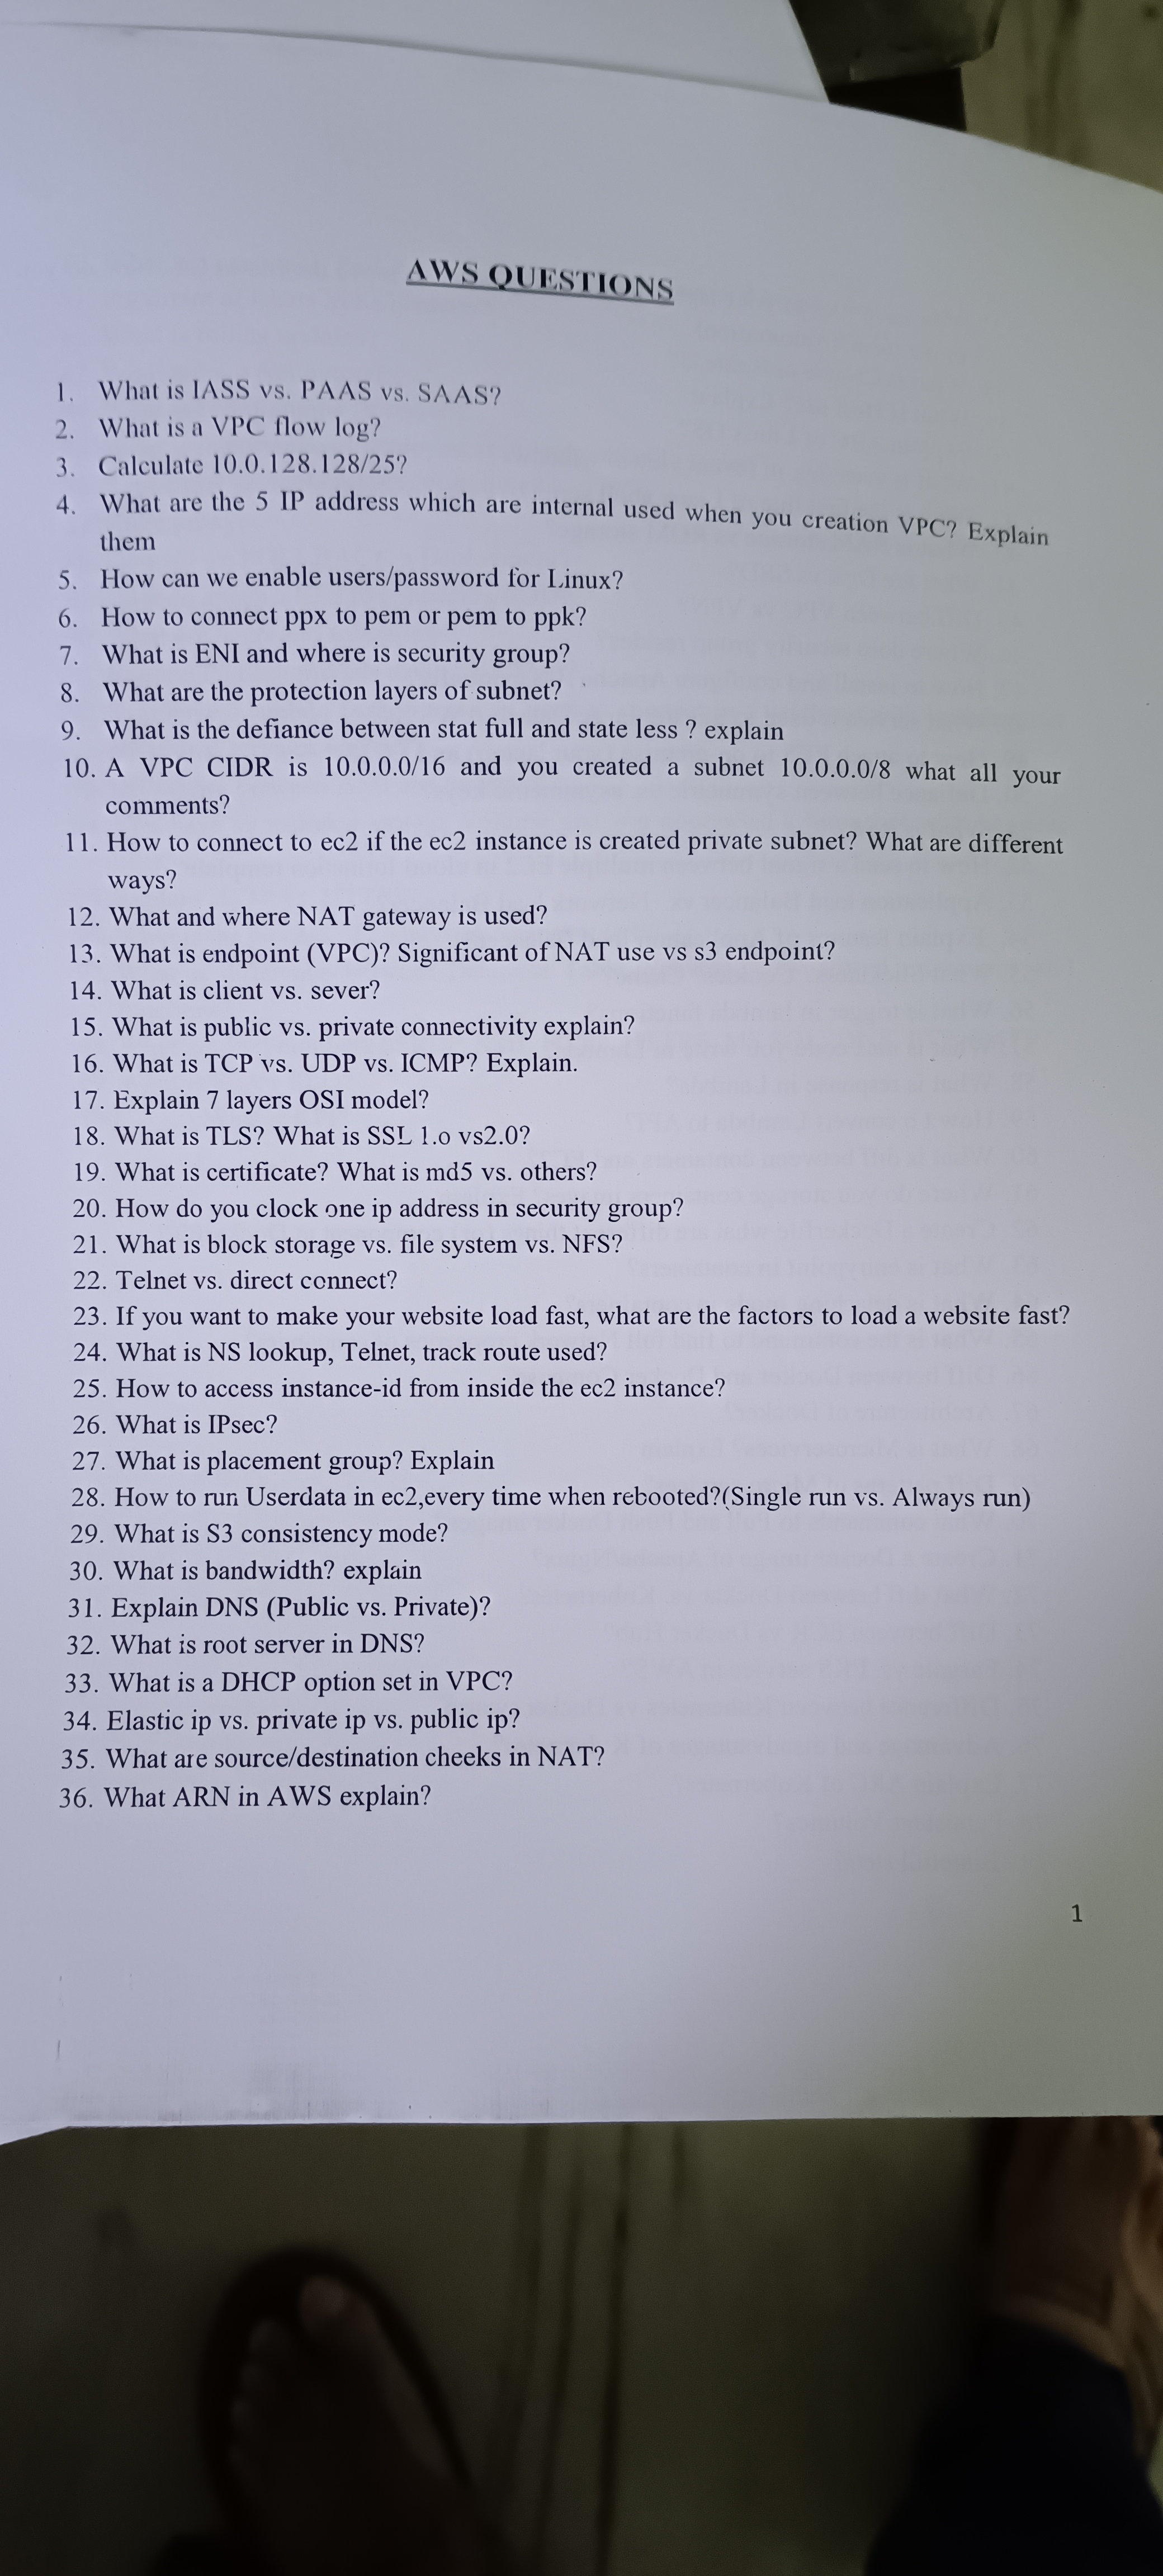 AWS QUESTIONS
1. What is IASS vs. PAAS vs. SAAS?
2. What is a VPC flow log?
3. Calculate 10.0.128.128/25?
4. What are the 5 IP address which are internal used when you creation VPC? Explain
them
5. How can we enable users/password for Linux?
6. How to connect ppx to pem or pem to ppk?
7. What is ENI and where is security group?
8. What are the protection layers of subnet?
9. What is the defiance between stat full and state less ? explain
10. A VPC CIDR is 10.0.0.0/16 and you created a subnet 10.0.0.0/8 what all your
comments?
11. How to connect to ec2 if the ec2 instance is created private subnet? What are different
ways?
12. What and where NAT gateway is used?
13. What is endpoint (VPC)? Significant of NAT use vs s3 endpoint?
14. What is client vs. sever?
15. What is public vs. private connectivity explain?
16. What is TCP vs. UDP vs. ICMP? Explain.
17. Explain 7 layers OSI model?
18. What is TLS? What is SSL 1.o vs2.0?
19. What is certificate? What is md5 vs. others?
20. How do you clock one ip address in security group?
21. What is block storage vs. file system vs. NFS?
22. Telnet vs. direct connect?
23. If you want to make your website load fast, what are the factors to load a website fast?
24. What is NS lookup, Telnet, track route used?
25. How to access instance-id from inside the ec2 instance?
26. What is IPsec?
27. What is placement group? Explain
28. How to run Userdata in ec2,every time when rebooted?(Single run vs. Always run)
29. What is S3 consistency mode?
30. What is bandwidth? explain
31. Explain DNS (Public vs. Private)?
32. What is root server in DNS?
33. What is a DHCP option set in VPC?
34. Elastic ip vs. private ip vs. public ip?
35. What are source/destination cheeks in NAT?
36. What ARN in AWS explain?
1